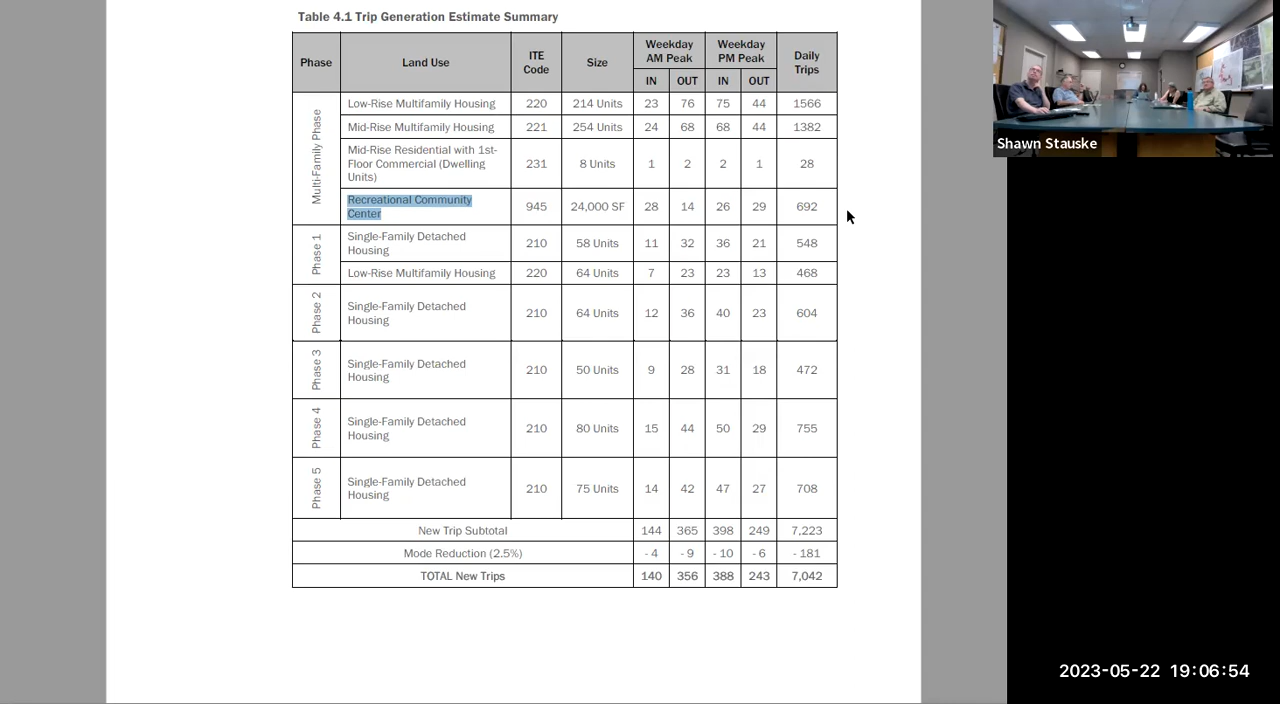 Table 4.1 Trip Generation Estimate Summary
Phase Land Use ITE Code Size Weekday AM Peak Weekday PM Peak Daily Trips
IN OUT IN OUT
Multi-Family Phase
Low-Rise Multifamily Housing 220 214 Units 23 76 75 44 1566
Mid-Rise Multifamily Housing 221 254 Units 24 68 68 44 1382
Mid-Rise Residential with 1st-
Floor Commercial (Dwelling
Units) 231 8 Units 1 2 2 1 28
Recreational Community
Center 945 24,000 SF 28 14 26 29 692
Phase 1
Single-Family Detached
Housing 210 58 Units 11 32 36 21 548
Low-Rise Multifamily Housing 220 64 Units 7 23 23 13 468
Phase 2
Single-Family Detached
Housing 210 64 Units 12 36 40 23 604
Phase 3
Single-Family Detached
Housing 210 50 Units 9 28 31 18 472
Phase 4
Single-Family Detached
Housing 210 80 Units 15 44 50 29 755
Phase 5
Single-Family Detached
Housing 210 75 Units 14 42 47 27 708
New Trip Subtotal 144 365 398 249 7,223
Mode Reduction (2.5%) - 4 - 9 - 10 - 6 - 181
TOTAL New Trips 140 356 388 243 7,042
Shawn Stauske
2023-05-22 19:06:54